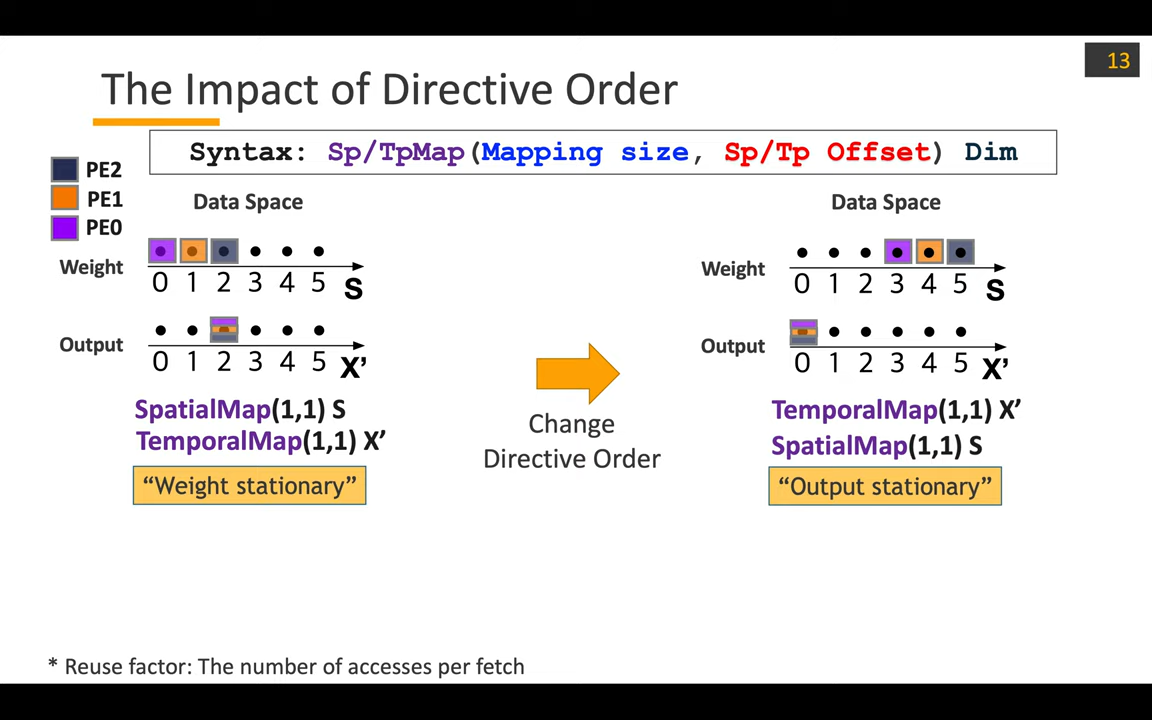 13
The Impact of Directive Order
Syntax: Sp/TpMap(Mapping size, Sp/Tp Offset) Dim
PE2
PE1
PE0
Data Space
Weight
0 1 2 3 4 5 S
Output
0 1 2 3 4 5 X’
SpatialMap(1,1) S
TemporalMap(1,1) X’
“Weight stationary”
Change
Directive Order
Data Space
Weight
0 1 2 3 4 5 S
Output
0 1 2 3 4 5 X’
TemporalMap(1,1) X’
SpatialMap(1,1) S
“Output stationary”
* Reuse factor: The number of accesses per fetch